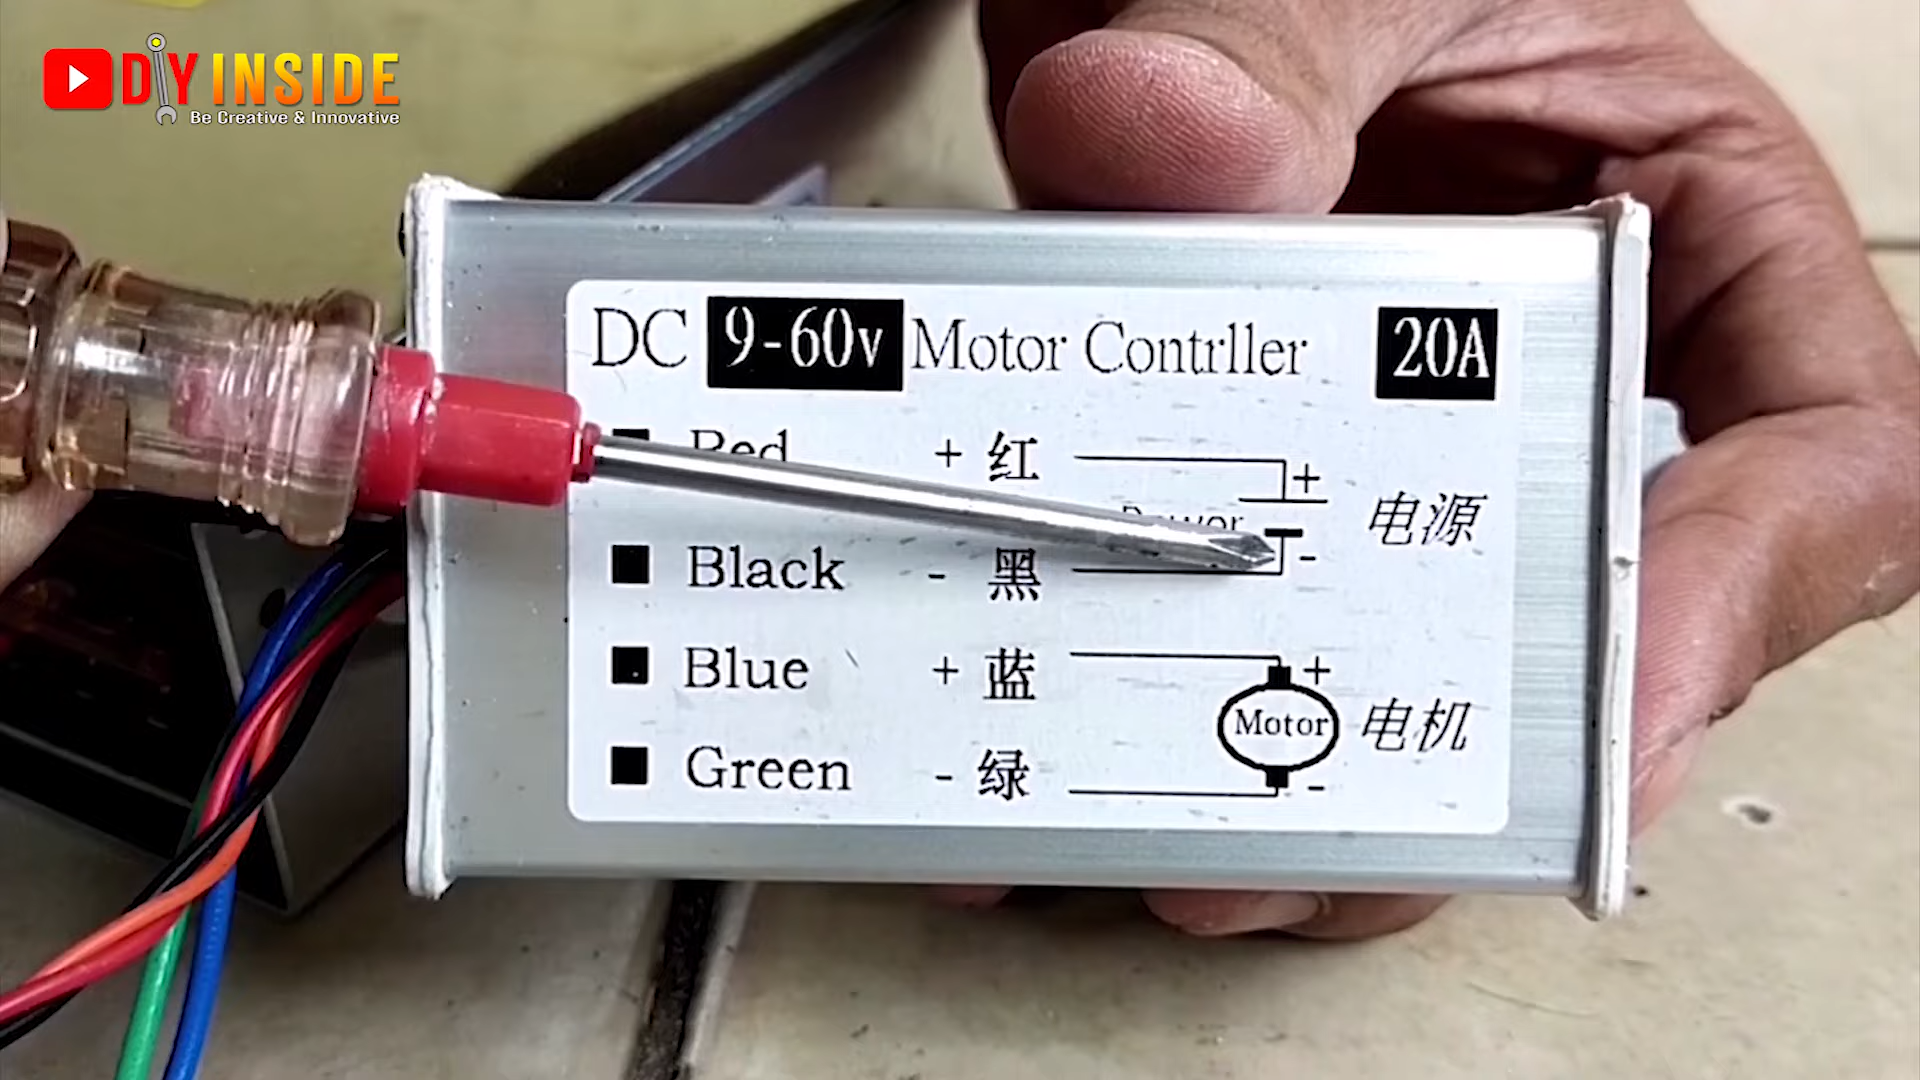 DIY INSIDE
Be Creative & Innovative
DC 9-60v Motor Contrller 20A
Red + 红 +
电源
Black - 黑 -
Blue + 蓝 +
Motor 电机
Green - 绿 -